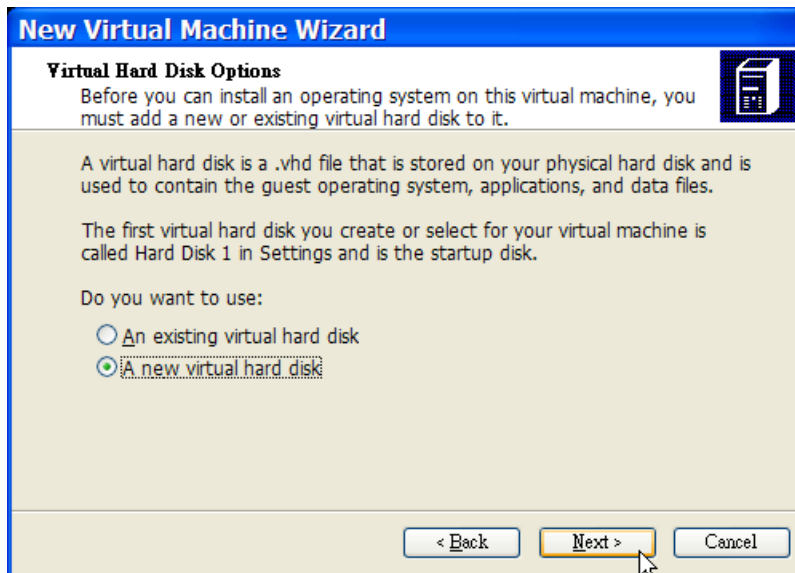 New Virtual Machine Wizard
Virtual Hard Disk Options
Before you can install an operating system on this virtual machine, you
must add a new or existing virtual hard disk to it.
A virtual hard disk is a .vhd file that is stored on your physical hard disk and is
used to contain the guest operating system, applications, and data files.
The first virtual hard disk you create or select for your virtual machine is
called Hard Disk 1 in Settings and is the startup disk.
Do you want to use:
An existing virtual hard disk
A new virtual hard disk
< Back Next > Cancel